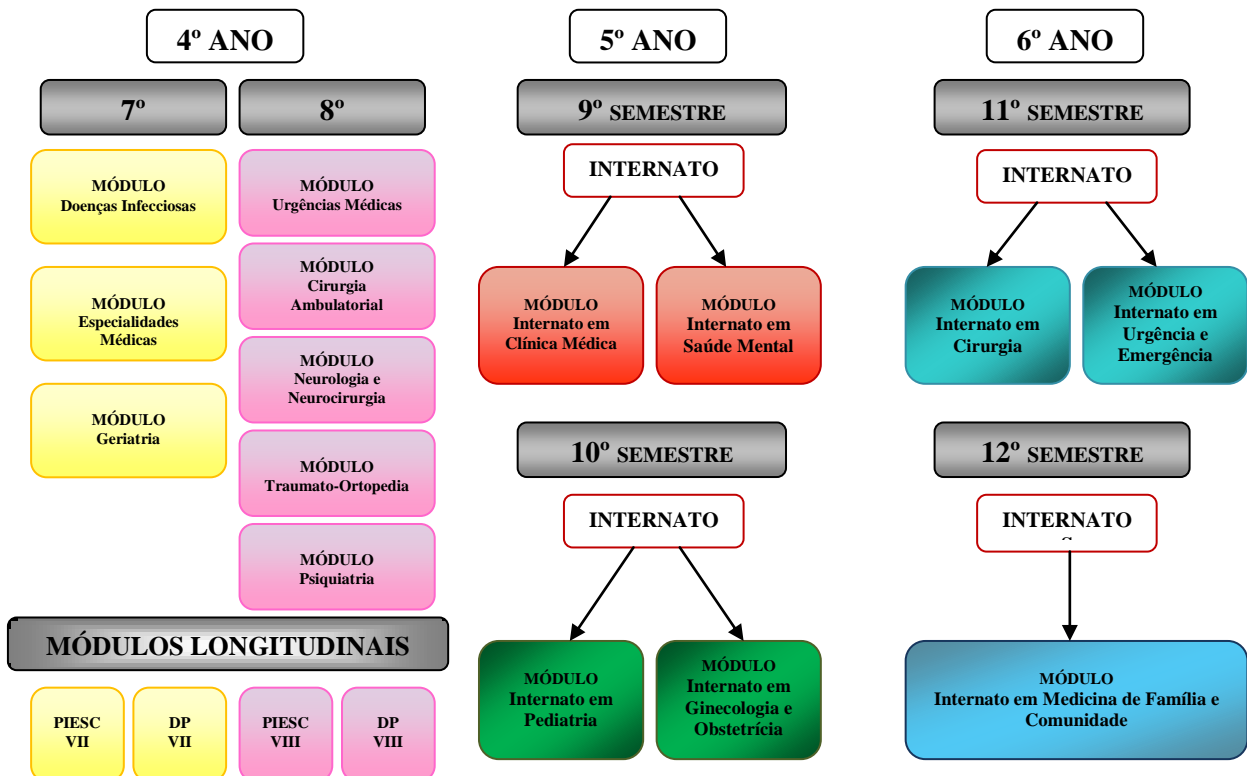 4º ANO
7º
8º
MÓDULO
Doenças Infecciosas
MÓDULO
Especialidades
Médicas
MÓDULO
Geriatria
MÓDULO
Urgências Médicas
MÓDULO
Cirurgia
Ambulatorial
MÓDULO
Neurologia e
Neurocirurgia
MÓDULO
Traumato-Ortopedia
MÓDULO
Psiquiatria
MÓDULOS LONGITUDINAIS
PIESC
VII
DP
VII
PIESC
VIII
DP
VIII
5º ANO
9º SEMESTRE
INTERNATO
MÓDULO
Internato em
Clínica Médica
MÓDULO
Internato em
Saúde Mental
10º SEMESTRE
INTERNATO
MÓDULO
Internato em
Pediatria
MÓDULO
Internato em
Ginecologia e
Obstetrícia
6º ANO
11º SEMESTRE
INTERNATO
MÓDULO
Internato em
Cirurgia
MÓDULO
Internato em
Urgência e
Emergência
12º SEMESTRE
INTERNATO
MÓDULO
Internato em Medicina de Família e
Comunidade